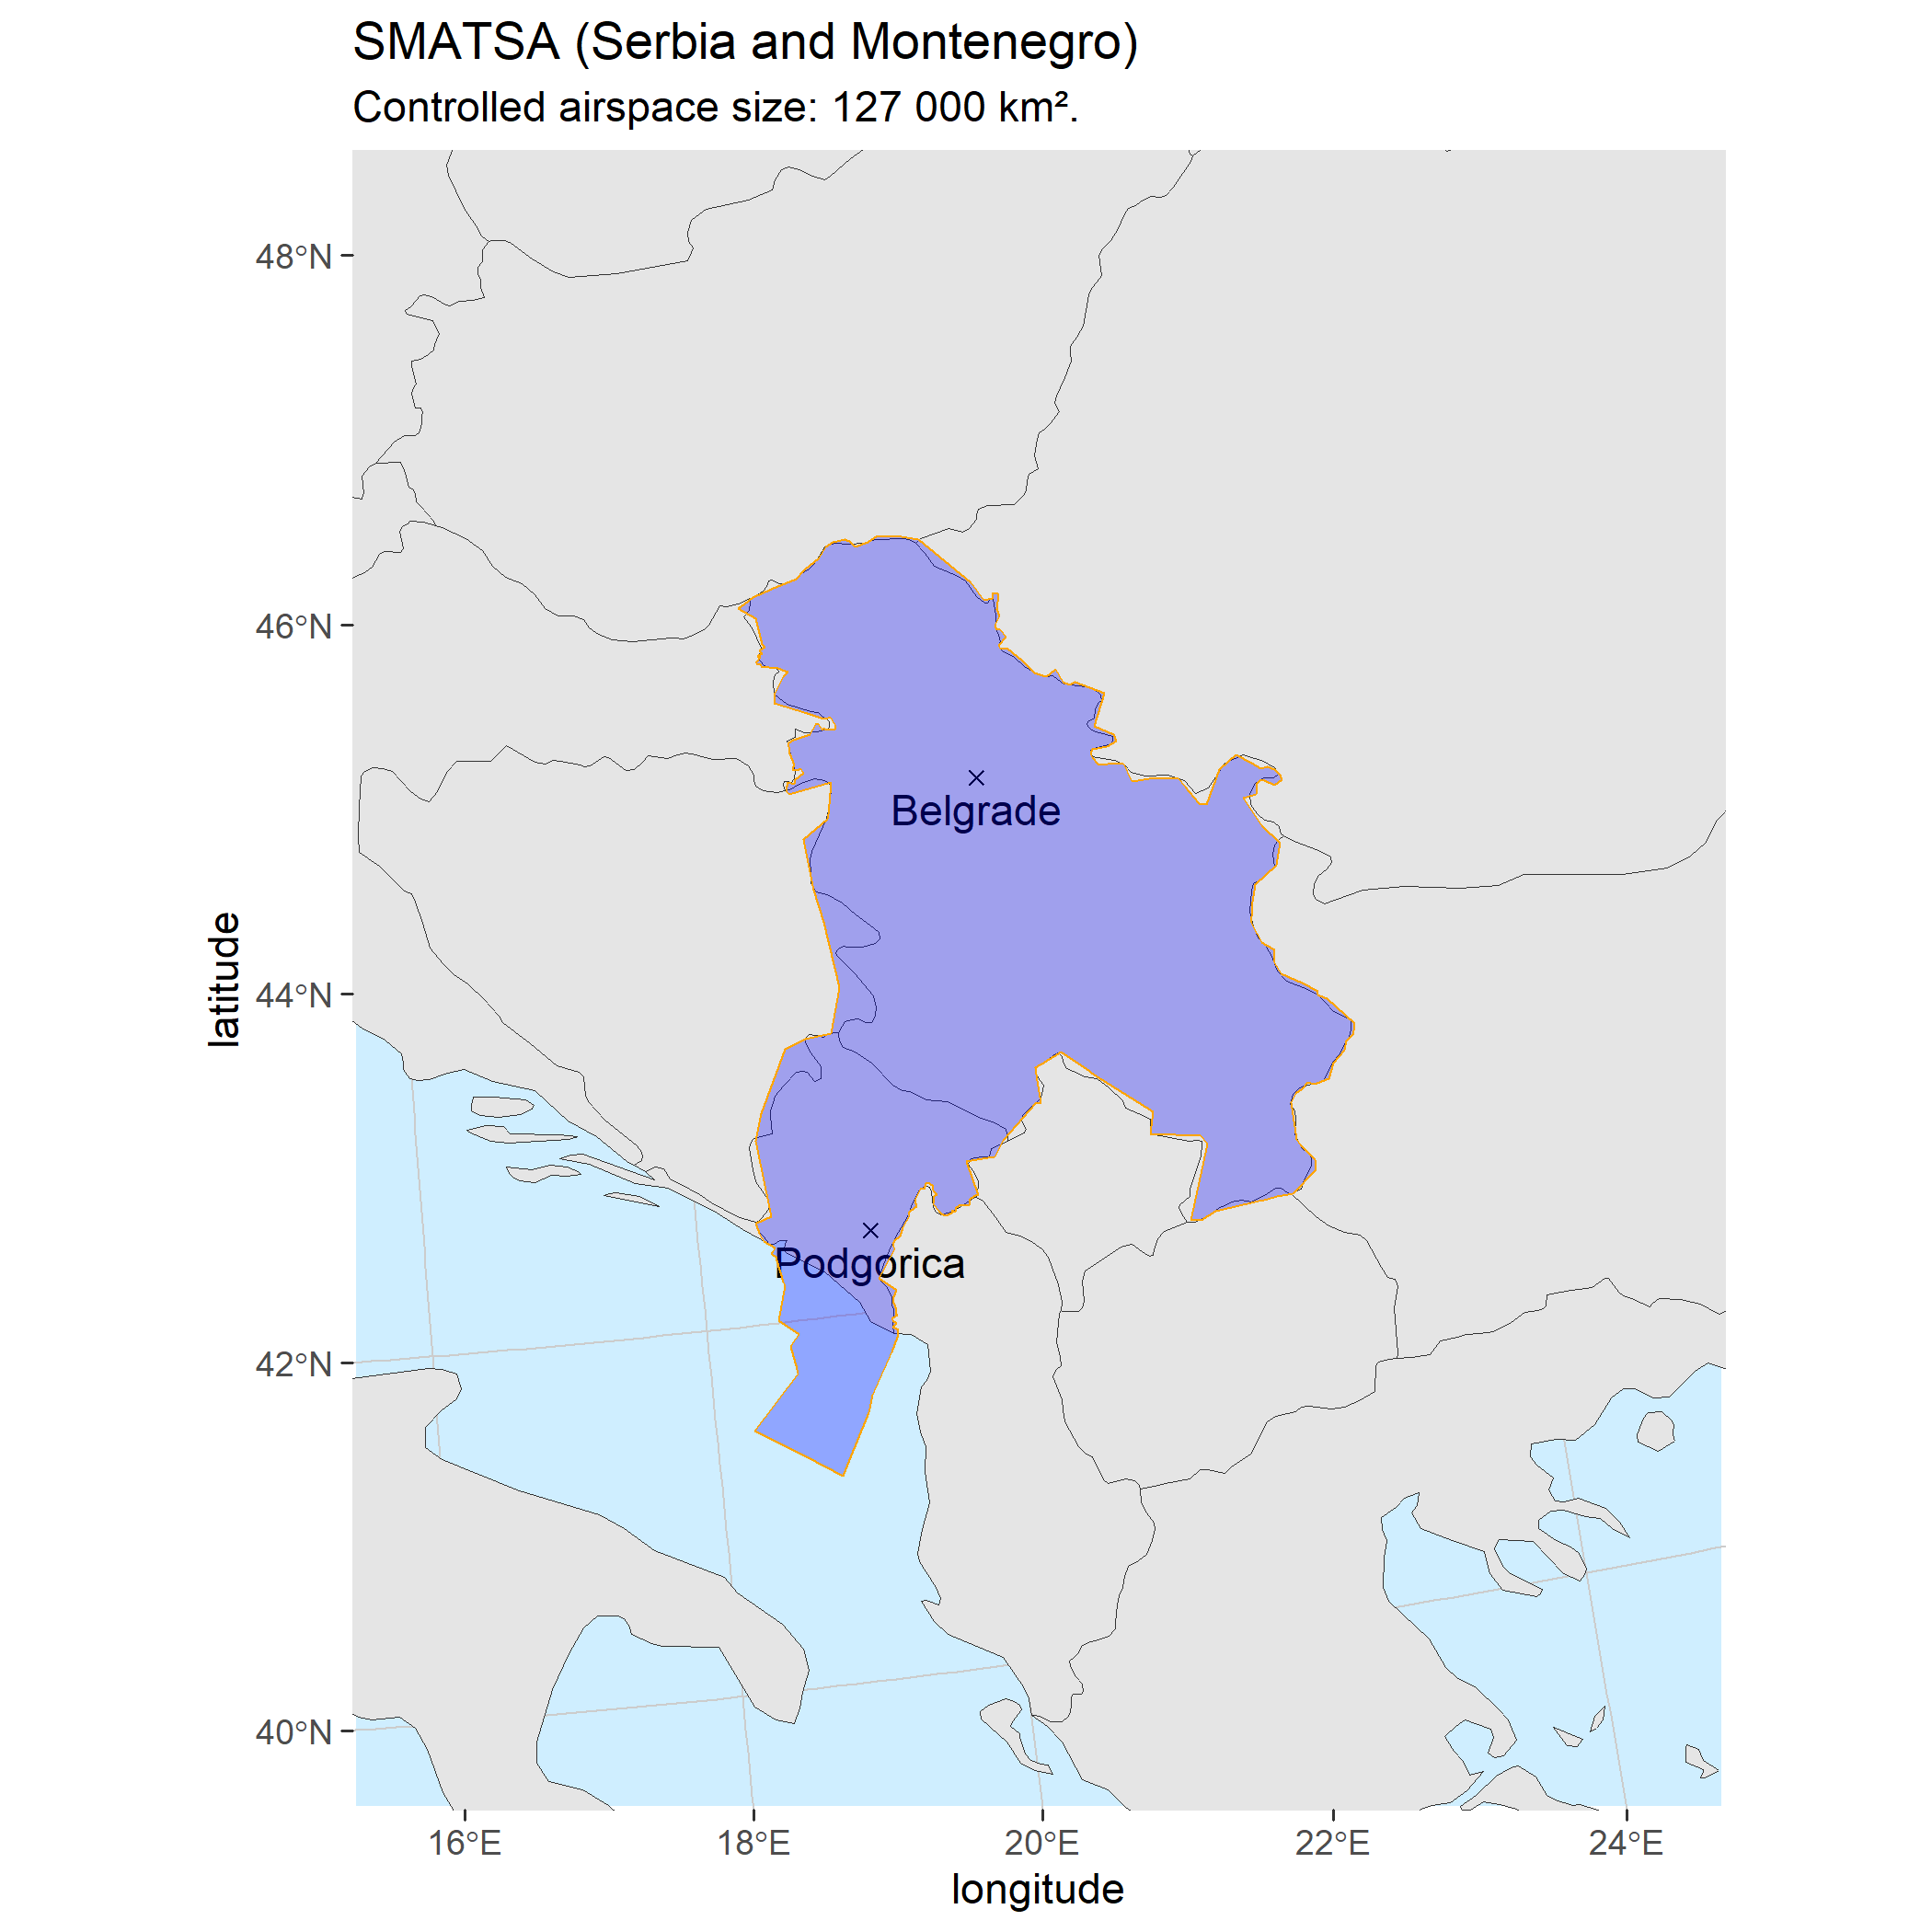 SMATSA (Serbia and Montenegro)
Controlled airspace size: 127 000 km².
48°N
46°N
44°N
42°N
40°N
latitude
Belgrade
Podgorica
16°E
18°E
20°E
22°E
24°E
longitude